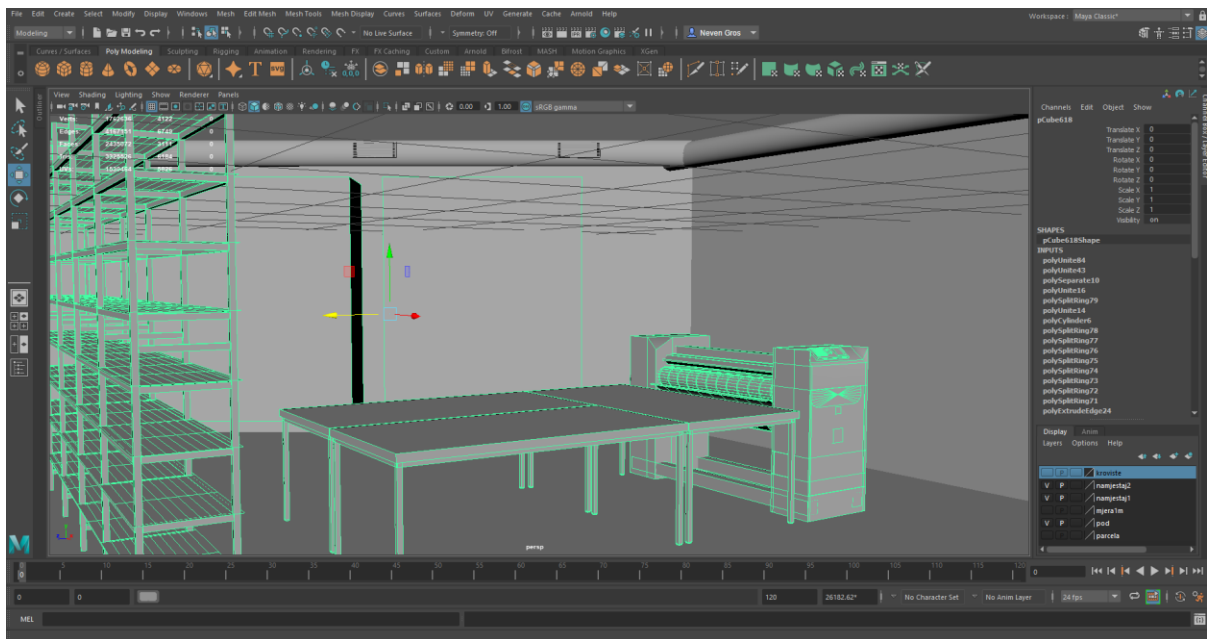 File Edit Create Select Modify Display Windows Mesh Edit Mesh Mesh Tools Mesh Display Curves Surfaces Deform UV Generate Cache Arnold Help
Workspace : Maya Classic*
Modeling
No Live Surface
Symmetry: Off
Neven Gros
Curves / Surfaces Poly Modeling Sculpting Rigging Animation Rendering FX FX Caching Custom Arnold Bifrost MASH Motion Graphics XGen
Outliner
View Shading Lighting Show Renderer Panels
0.00 1.00 sRGB gamma
Verts
Edges
Faces
Tris
UVs
persp
Channels Edit Object Show
pCube618
Translate X 0
Translate Y 0
Translate Z 0
Rotate X 0
Rotate Y 0
Rotate Z 0
Scale X 1
Scale Y 1
Scale Z 1
Visibility on
SHAPES
pCube618Shape
INPUTS
polyUnite84
polyUnite43
polySeparate10
polyUnite16
polySplitRing79
polyUnite14
polyCylinder6
polySplitRing78
polySplitRing77
polySplitRing76
polySplitRing75
polySplitRing74
polySplitRing73
polySplitRing72
polySplitRing71
polyExtrudeEdge24
Display Anim
Layers Options Help
kroviste
V P namjestaj2
V P namjestaj1
mjera1m
V P pod
parcela
0 5 10 15 20 25 30 35 40 45 50 55 60 65 70 75 80 85 90 95 100 105 110 115 120
0 0
0 0 120 26182.62* No Character Set No Anim Layer 24 fps
MEL